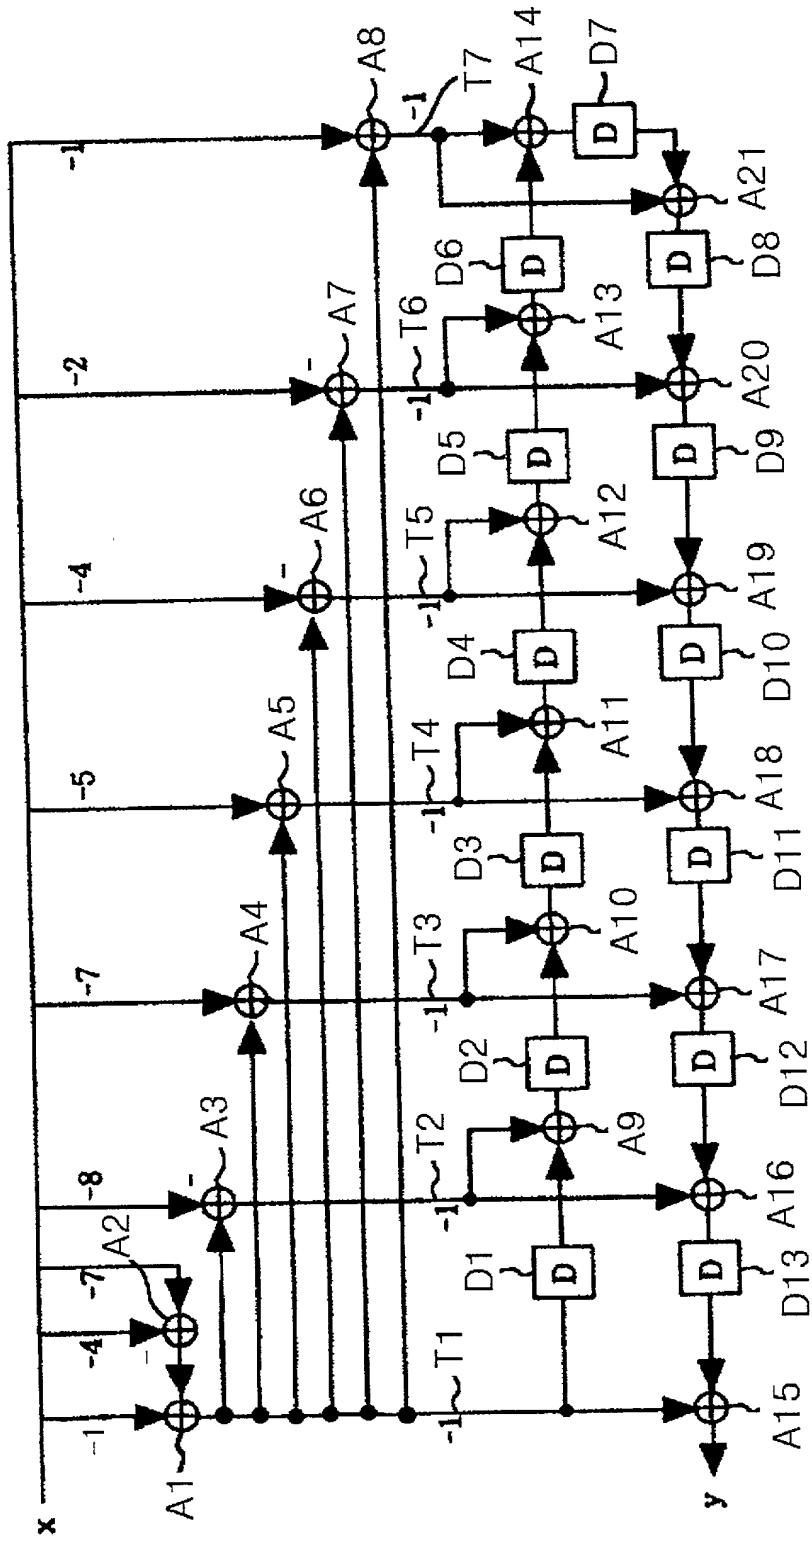 x
-1
-4
-7
-8
-7
-5
-4
-2
-1
A2
-
A1
-
A3
A4
A5
-
A6
-
A7
A8
-1
T1
-1
T2
-1
T3
-1
T4
-1
T5
-1
T6
-1
T7
D1
D2
D3
D4
D5
D6
A14
D
D
D
D
D
D
D
D7
A9
A10
A11
A12
A13
y
D
D
D
D
D
D
A15
D13
A16
D12
A17
D11
A18
D10
A19
D9
A20
D8
A21